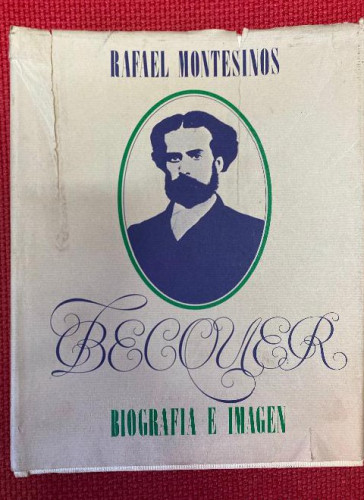 RAFAEL MONTESINOS
BECQUER
BIOGRAFIA E IMAGEN